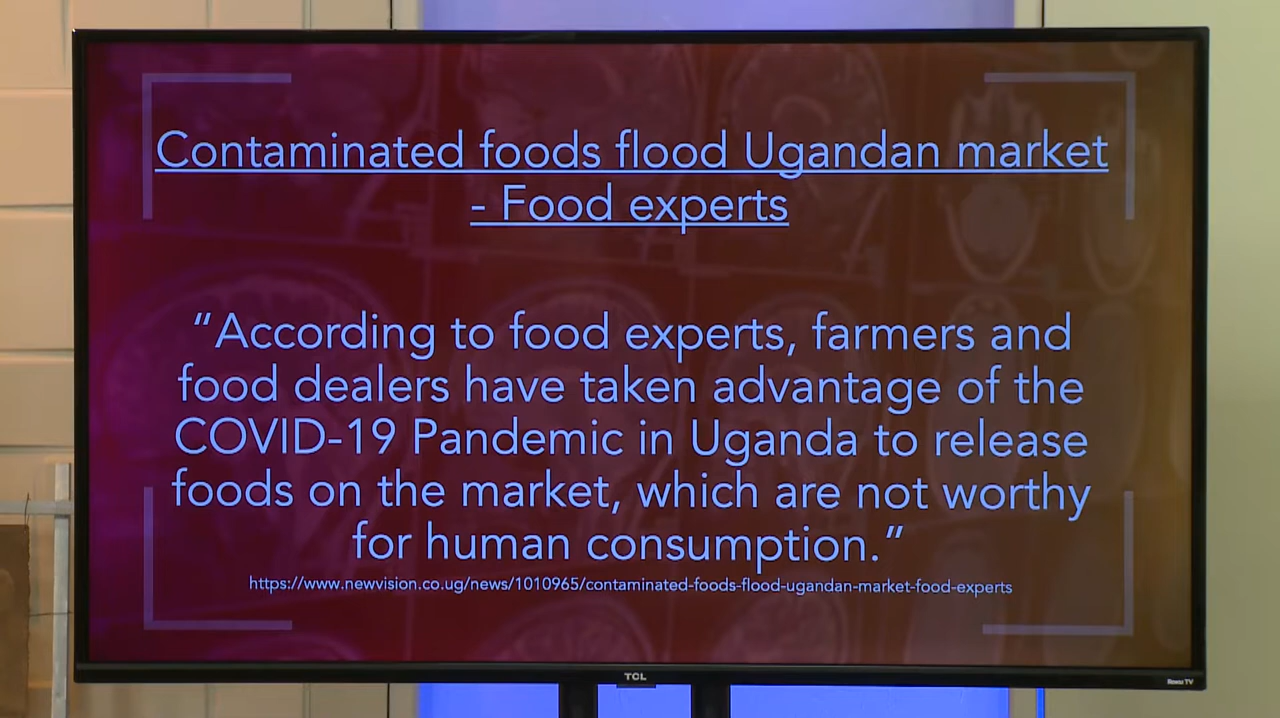 Contaminated foods flood Ugandan market
- Food experts
“According to food experts, farmers and
food dealers have taken advantage of the
COVID-19 Pandemic in Uganda to release
foods on the market, which are not worthy
for human consumption.”
https://www.newvision.co.ug/news/1010965/contaminated-foods-flood-ugandan-market-food-experts
TCL
Roku TV